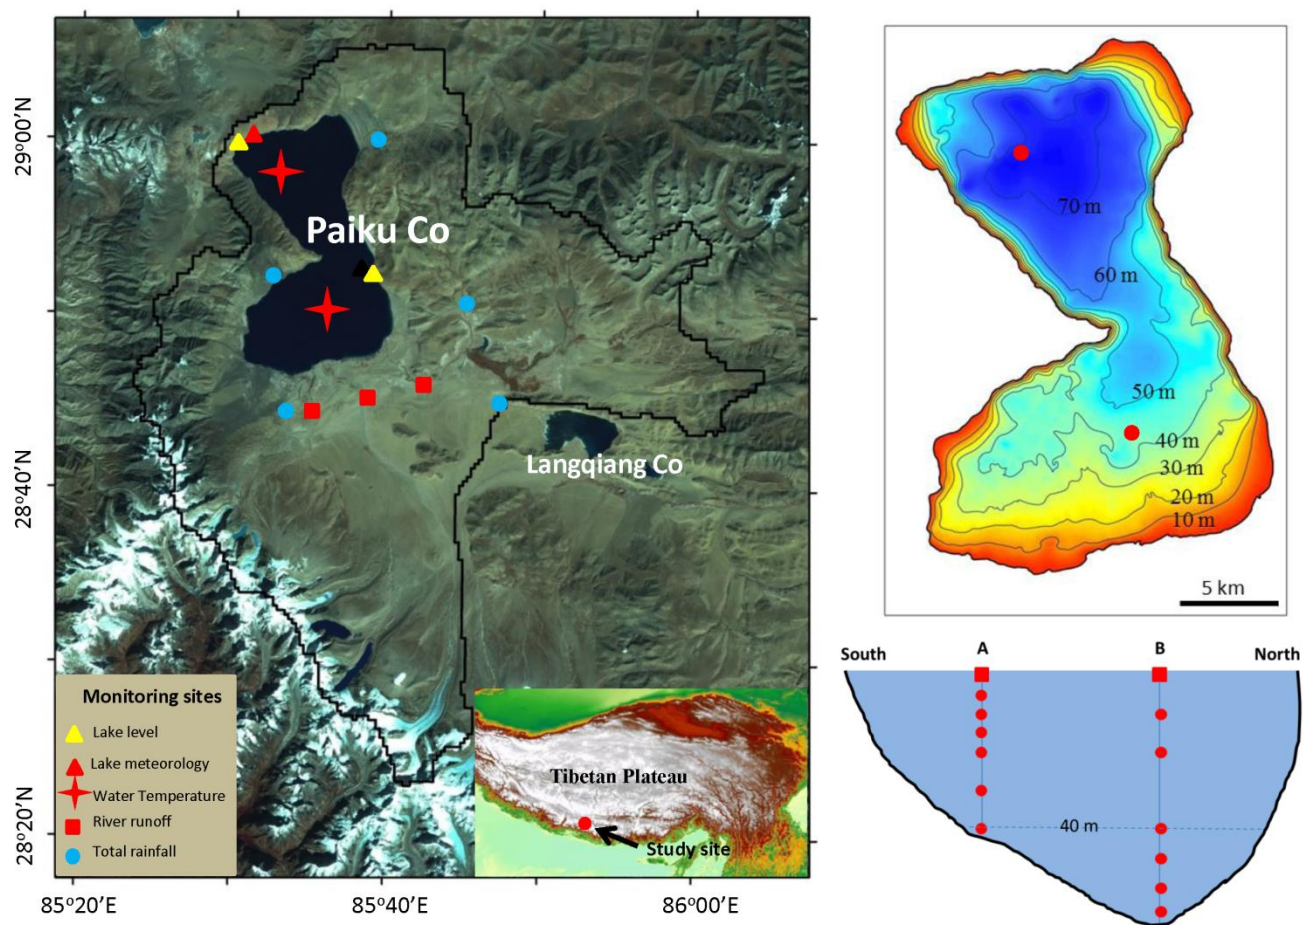 29°00'N
28°40'N
28°20'N
85°20'E
85°40'E
86°00'E
Paiku Co
Langqiang Co
Monitoring sites
Lake level
Lake meteorology
Water Temperature
River runoff
Total rainfall
Tibetan Plateau
Study site
70 m
60 m
50 m
40 m
30 m
20 m
10 m
5 km
South
A
B
North
40 m